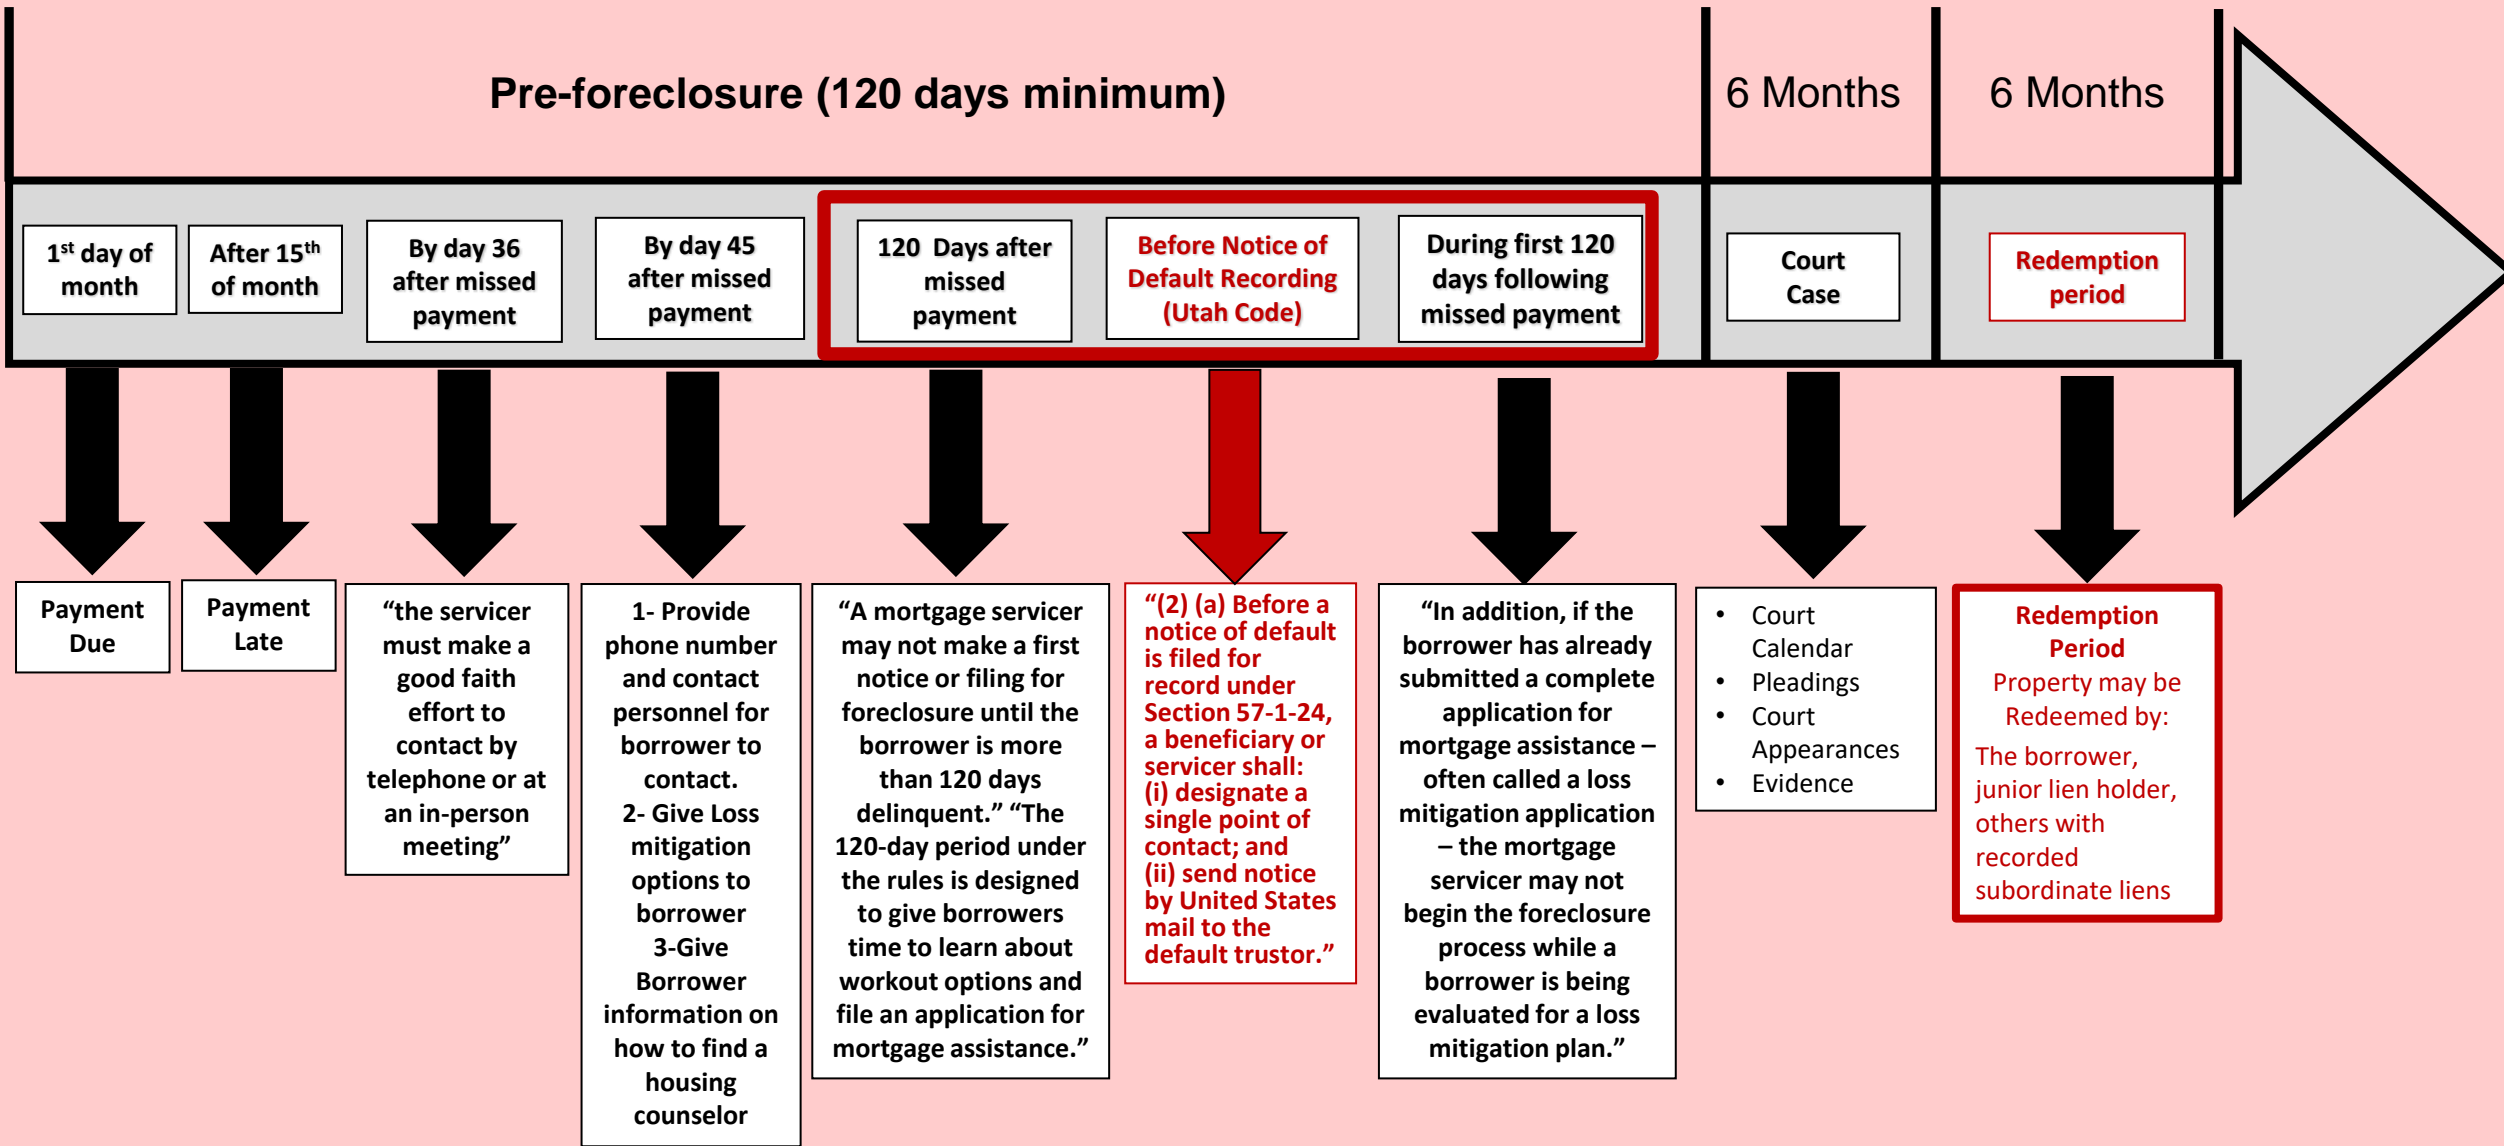 Pre-foreclosure (120 days minimum)
6 Months
6 Months
1st day of
month
After 15th
of month
By day 36
after missed
payment
By day 45
after missed
payment
120  Days after
missed
payment
Before Notice of
Default Recording
(Utah Code)
During first 120
days following
missed payment
Court
Case
Redemption
period
Payment
Due
Payment
Late
“the servicer
must make a
good faith
effort to
contact by
telephone or at
an in-person
meeting”
1- Provide
phone number
and contact
personnel for
borrower to
contact.
2- Give Loss
mitigation
options to
borrower
3-Give
Borrower
information on
how to find a
housing
counselor
“A mortgage servicer
may not make a first
notice or filing for
foreclosure until the
borrower is more
than 120 days
delinquent.” “The
120-day period under
the rules is designed
to give borrowers
time to learn about
workout options and
file an application for
mortgage assistance.”
“(2) (a) Before a
notice of default
is filed for
record under
Section 57-1-24,
a beneficiary or
servicer shall:
(i) designate a
single point of
contact; and
(ii) send notice
by United States
mail to the
default trustor.”
“In addition, if the
borrower has already
submitted a complete
application for
mortgage assistance –
often called a loss
mitigation application
– the mortgage
servicer may not
begin the foreclosure
process while a
borrower is being
evaluated for a loss
mitigation plan.”
• Court
Calendar
• Pleadings
• Court
Appearances
• Evidence
Redemption
Period
Property may be
Redeemed by:
The borrower,
junior lien holder,
others with
recorded
subordinate liens